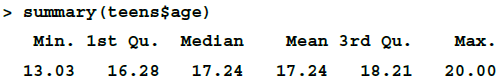 > summary(teens$age)
Min. 1st Qu. Median Mean 3rd Qu. Max.
13.03 16.28 17.24 17.24 18.21 20.00